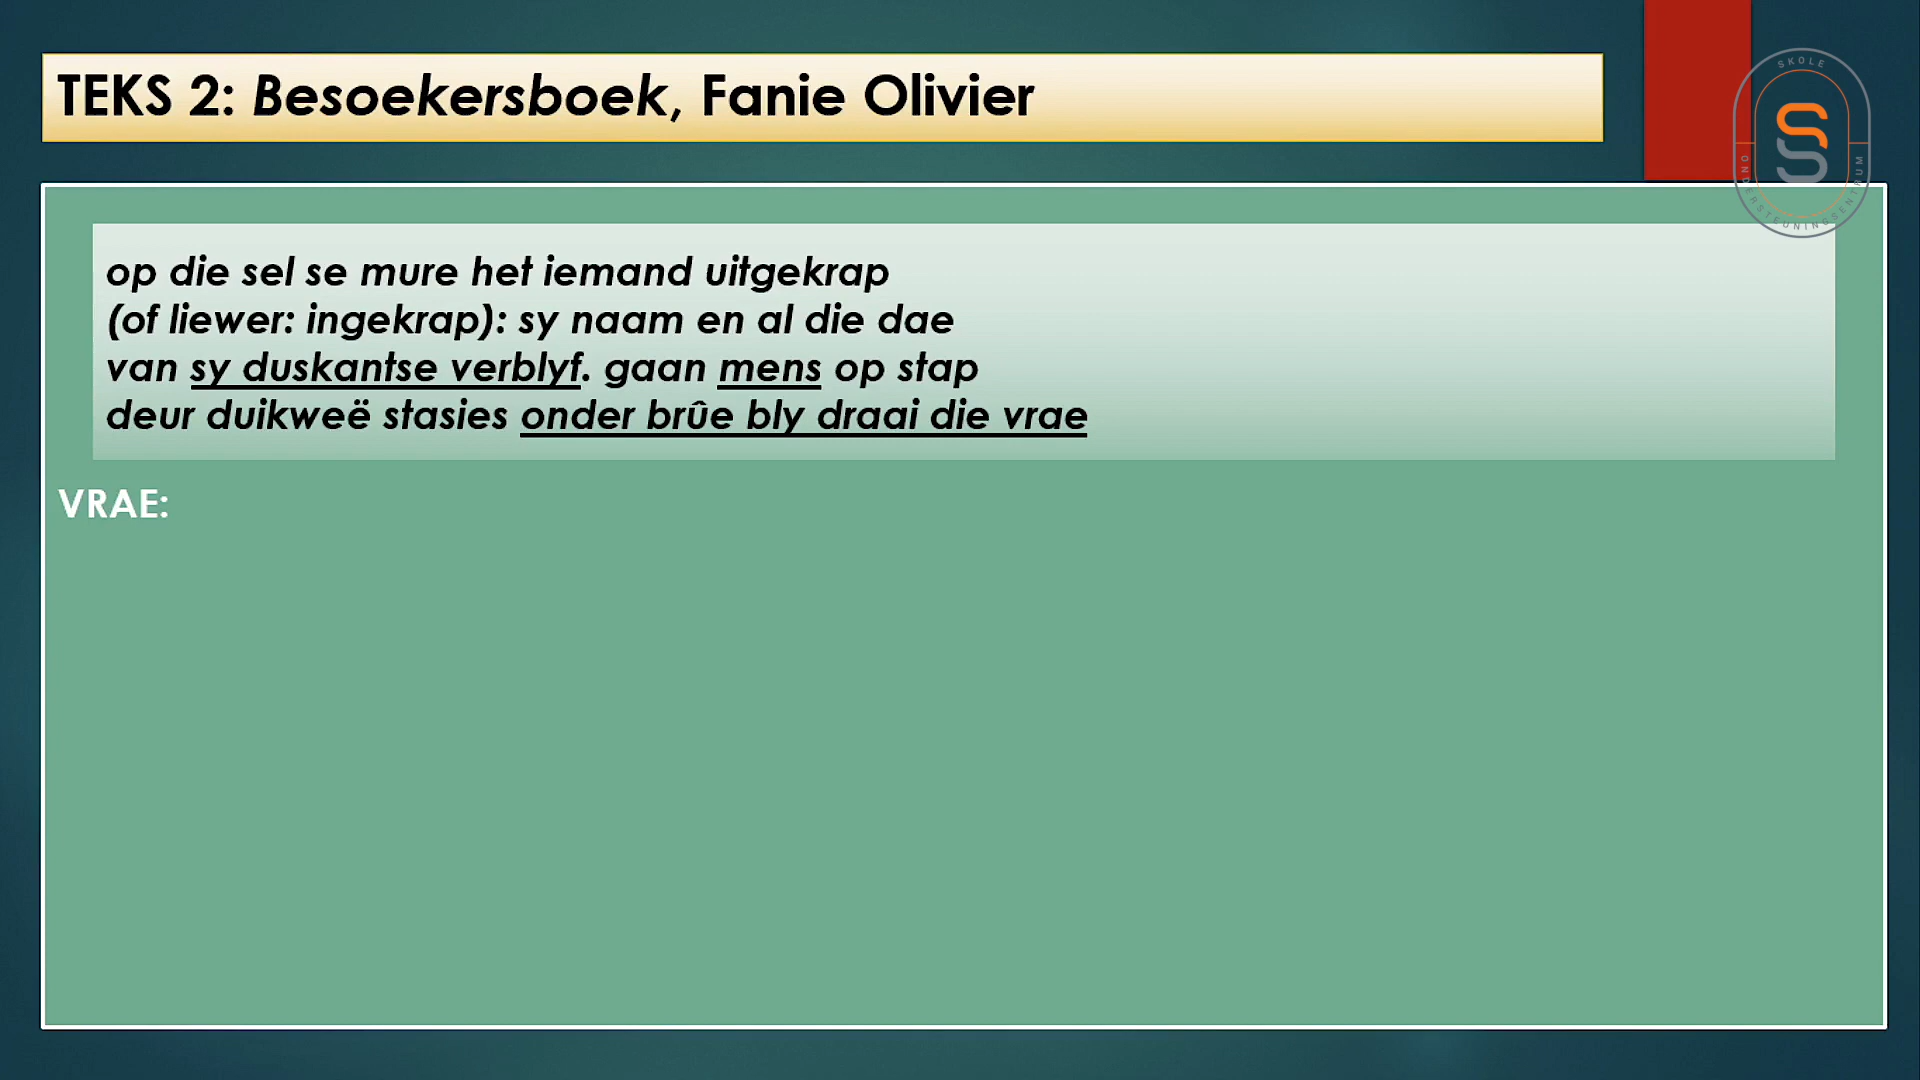 TEKS 2: Besoekersboek, Fanie Olivier
SKOLE
ONDERSTEUNINGSENTRUM
op die sel se mure het iemand uitgekrap
(of liewer: ingekrap): sy naam en al die dae
van sy duskantse verblyf. gaan mens op stap
deur duikweë stasies onder brûe bly draai die vrae
VRAE: